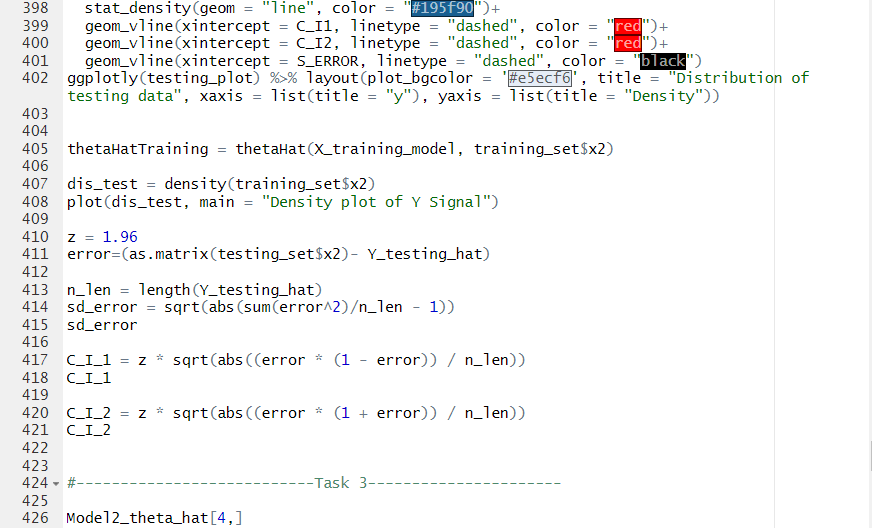 398 stat_density(geom = "line", color = "#195f90")+
399 geom_vline(xintercept = C_I1, linetype = "dashed", color = "red")+
400 geom_vline(xintercept = C_I2, linetype = "dashed", color = "red")+
401 geom_vline(xintercept = S_ERROR, linetype = "dashed", color = "black")
402 ggplotly(testing_plot) %>% layout(plot_bgcolor = '#e5ecf6', title = "Distribution of
testing data", xaxis = list(title = "y"), yaxis = list(title = "Density"))
403
404
405 thetaHatTraining = thetaHat(X_training_model, training_set$x2)
406
407 dis_test = density(training_set$x2)
408 plot(dis_test, main = "Density plot of Y Signal")
409
410 z = 1.96
411 error=(as.matrix(testing_set$x2)- Y_testing_hat)
412
413 n_len = length(Y_testing_hat)
414 sd_error = sqrt(abs(sum(error^2)/n_len - 1))
415 sd_error
416
417 C_I_1 = z * sqrt(abs((error * (1 - error)) / n_len))
418 C_I_1
419
420 C_I_2 = z * sqrt(abs((error * (1 + error)) / n_len))
421 C_I_2
422
423
424 #---------------------------Task 3----------------------
425
426 Model2_theta_hat[4,]